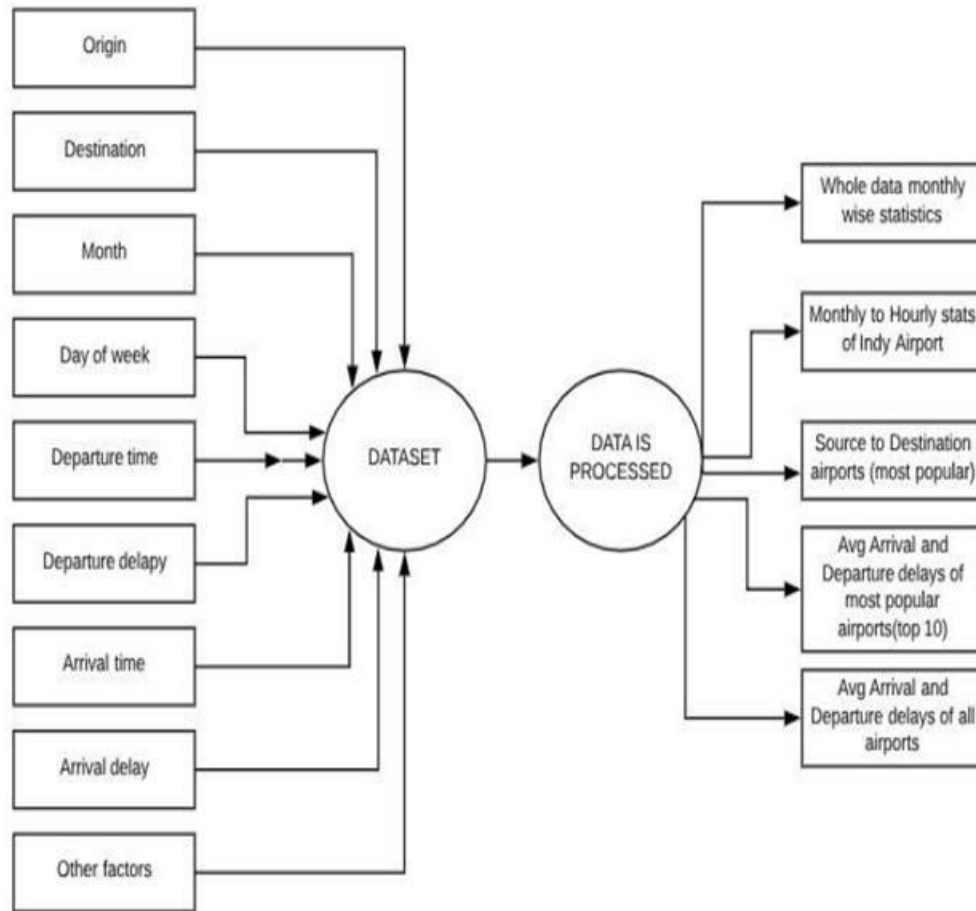 Origin
Destination
Month
Day of week
Departure time
Departure delapy
Arrival time
Arrival delay
Other factors
DATASET
DATA IS
PROCESSED
Whole data monthly
wise statistics
Monthly to Hourly stats
of Indy Airport
Source to Destination
airports (most popular)
Avg Arrival and
Departure delays of
most popular
airports(top 10)
Avg Arrival and
Departure delays of all
airports